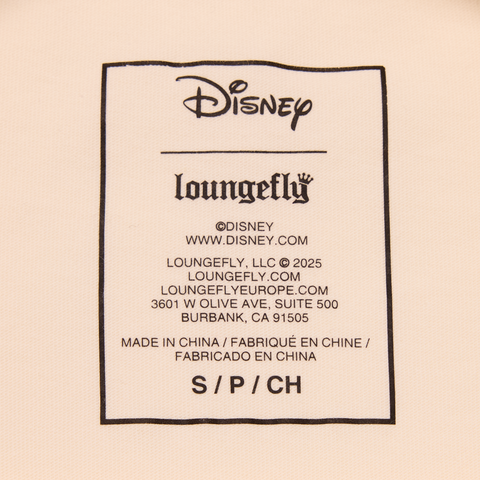 Disney
loungefly
©DISNEY
WWW.DISNEY.COM
LOUNGEFLY, LLC © 2025
LOUNGEFLY.COM
LOUNGEFLYEUROPE.COM
3601 W OLIVE AVE, SUITE 500
BURBANK, CA 91505
MADE IN CHINA / FABRIQUÉ EN CHINE /
FABRICADO EN CHINA
S / P / CH